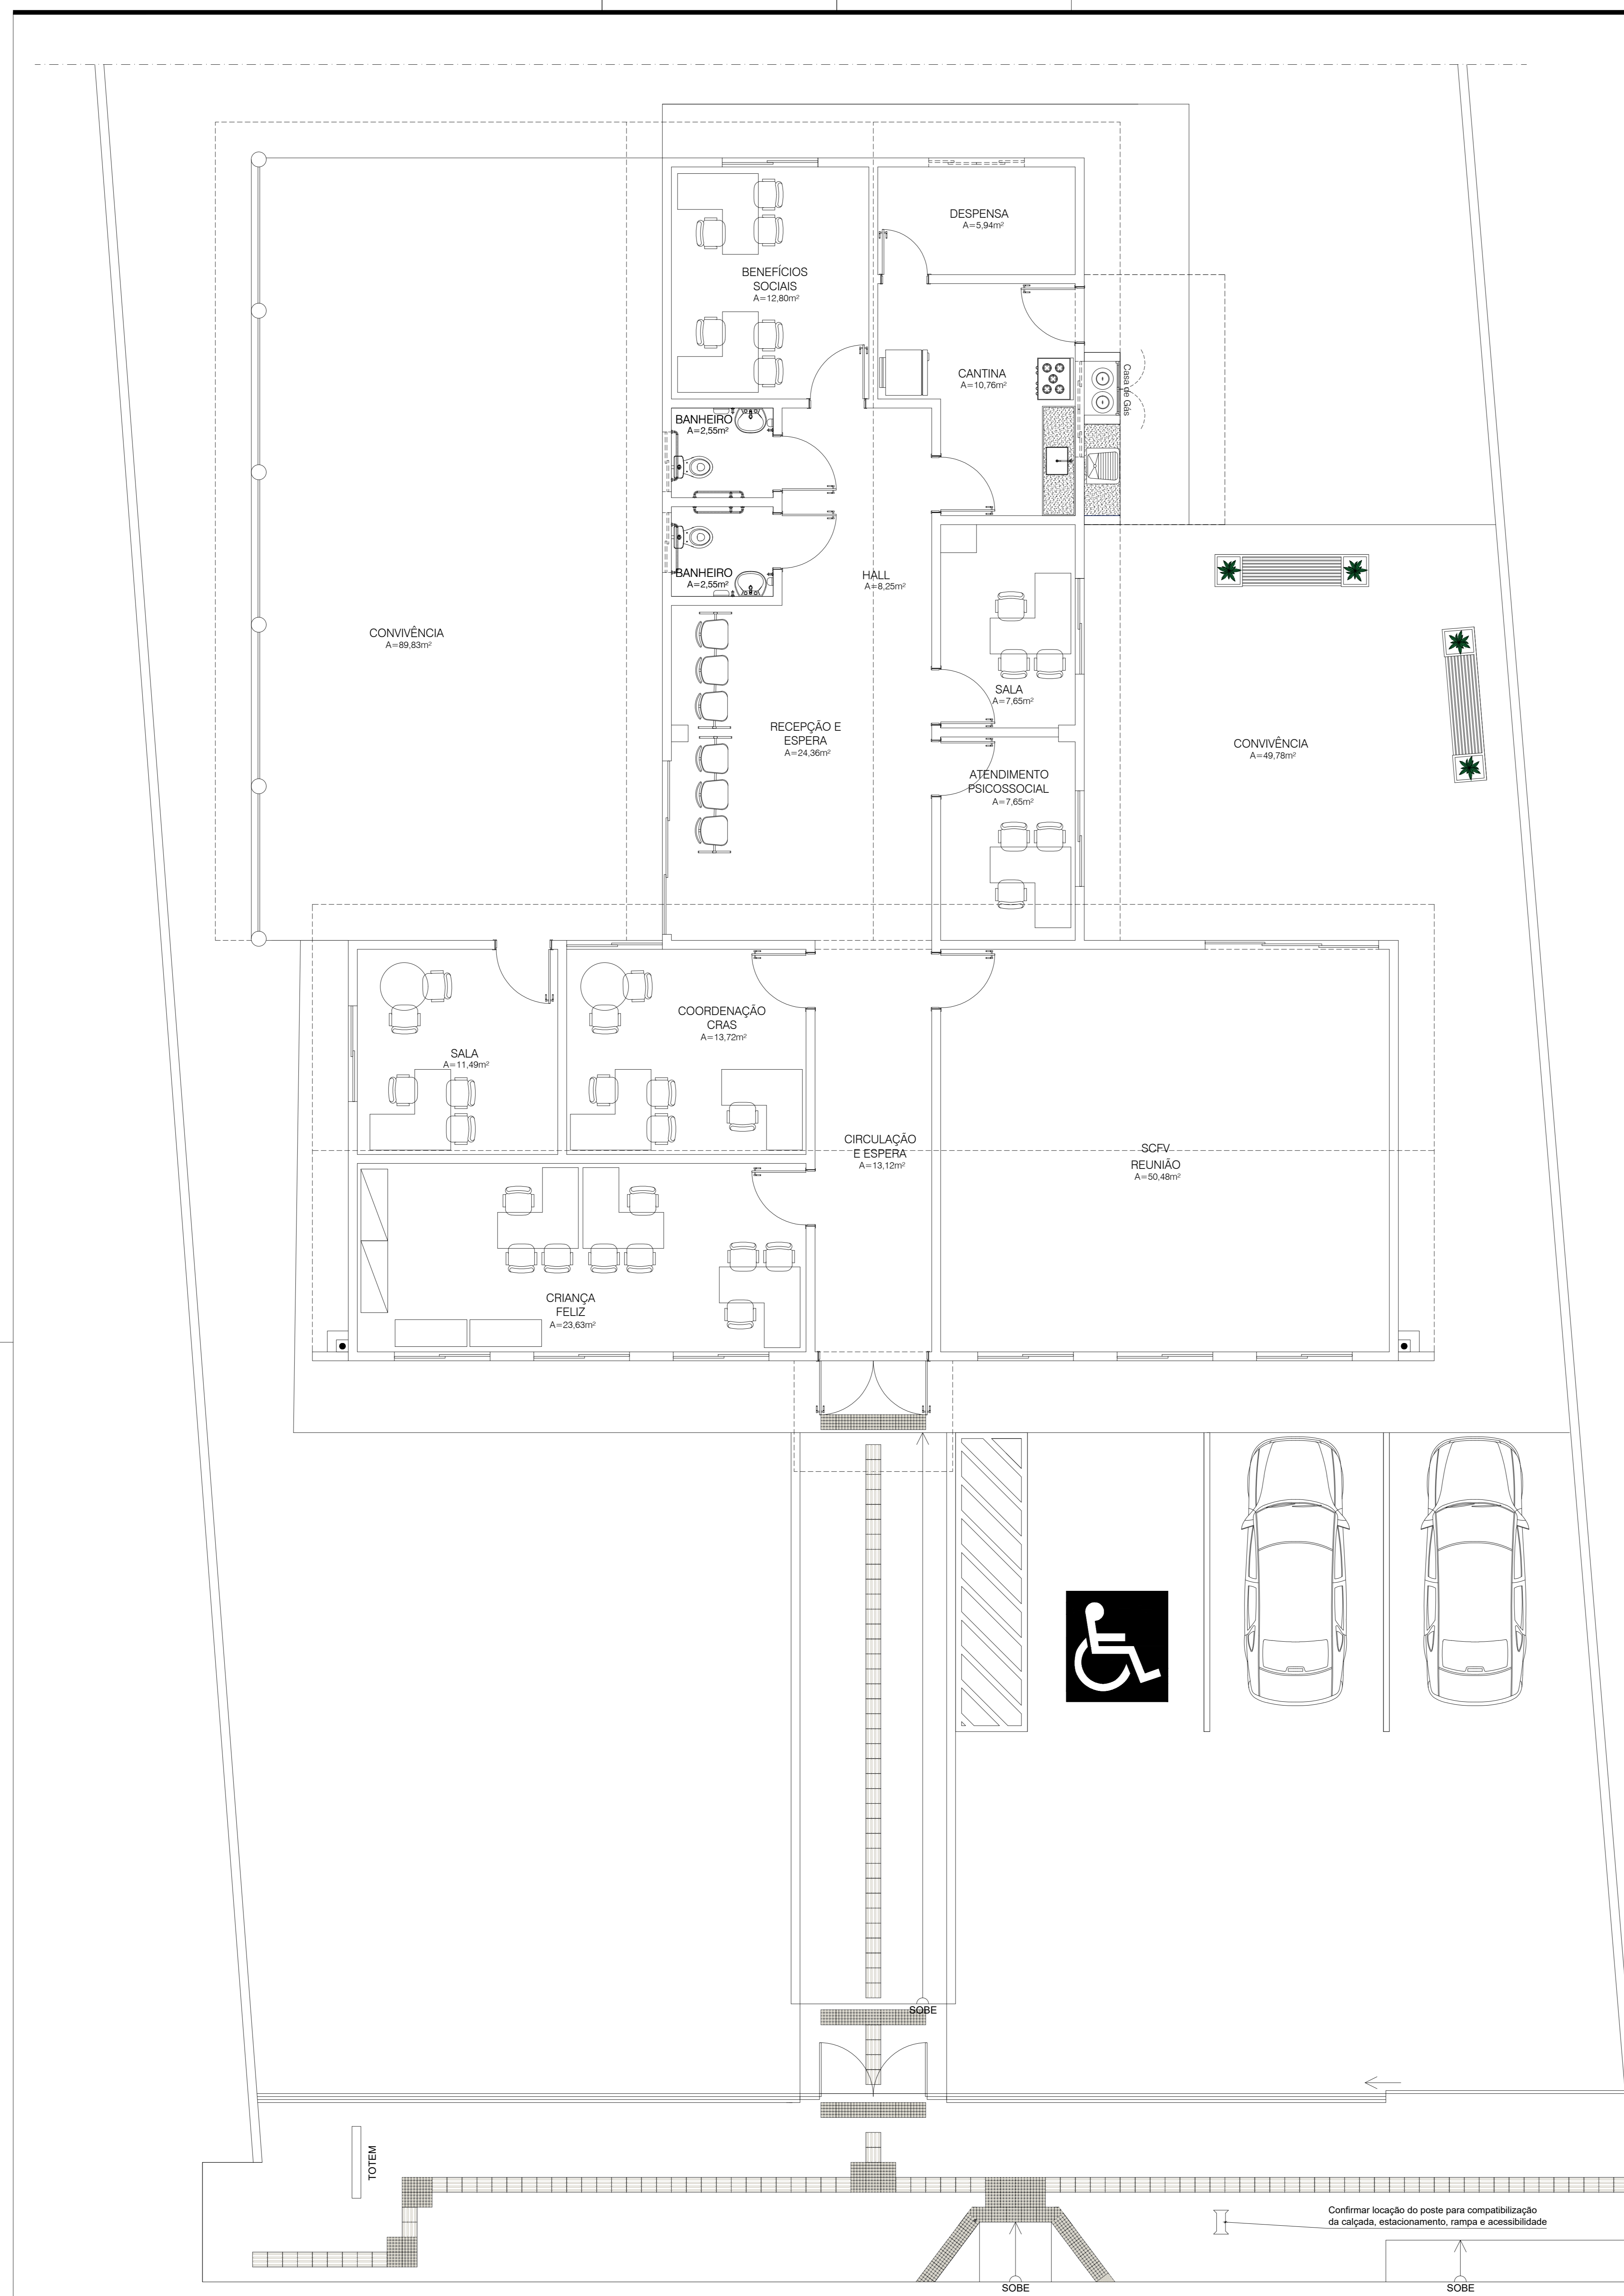 DESPENSA
A=5,94m²
BENEFÍCIOS
SOCIAIS
A=12,80m²
CANTINA
A=10,76m²
Casa de Gás
BANHEIRO
A=2,55m²
BANHEIRO
A=2,55m²
HALL
A=8,25m²
CONVIVÊNCIA
A=89,83m²
SALA
A=7,65m²
RECEPÇÃO E
ESPERA
A=24,36m²
CONVIVÊNCIA
A=49,78m²
ATENDIMENTO
PSICOSSOCIAL
A=7,65m²
COORDENAÇÃO
CRAS
A=13,72m²
SALA
A=11,49m²
CIRCULAÇÃO
E ESPERA
A=13,12m²
SCFV
REUNIÃO
A=50,48m²
CRIANÇA
FELIZ
A=23,63m²
SOBE
TOTEM
Confirmar locação do poste para compatibilização
da calçada, estacionamento, rampa e acessibilidade
SOBE
SOBE